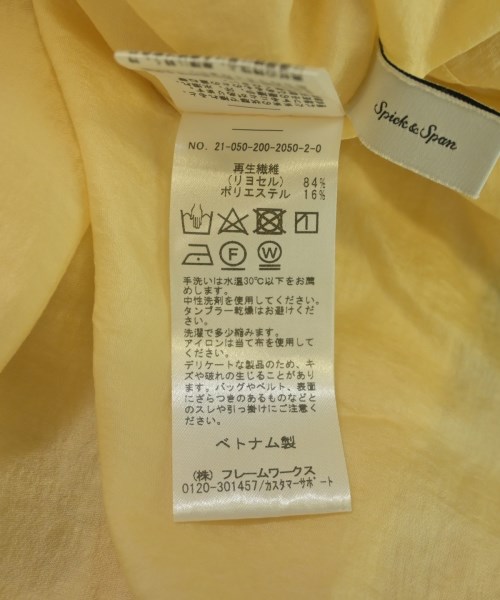 Spick & Span
NO. 21-050-200-2050-2-0
再生繊維
(リヨセル) 84%
ポリエステル 16%
手洗いは水温30℃以下をお薦
めします。
中性洗剤を使用してください。
タンブラー乾燥はお避けくだ
さい。
洗濯で多少縮みます。
アイロンは当て布を使用して
ください。
デリケートな製品のため、キ
ズや破れの生じることがあり
ます。バッグやベルト、表面
にざらつきのあるものなどと
のスレや引っ掛けにご注意く
ださい。
ベトナム製
(株) フレームワークス
0120-301457/カスタマーサポート